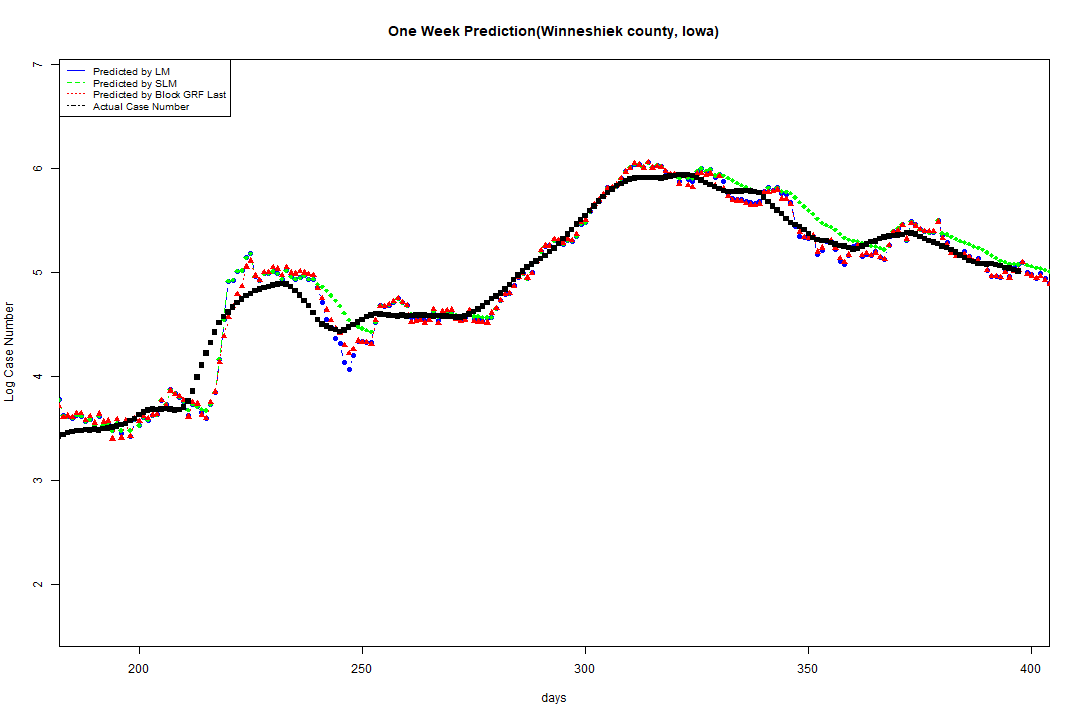 One Week Prediction(Winneshiek county, Iowa)
Predicted by LM
Predicted by SLM
Predicted by Block GRF Last
Actual Case Number
7
6
5
4
3
2
Log Case Number
200
250
300
350
400
days